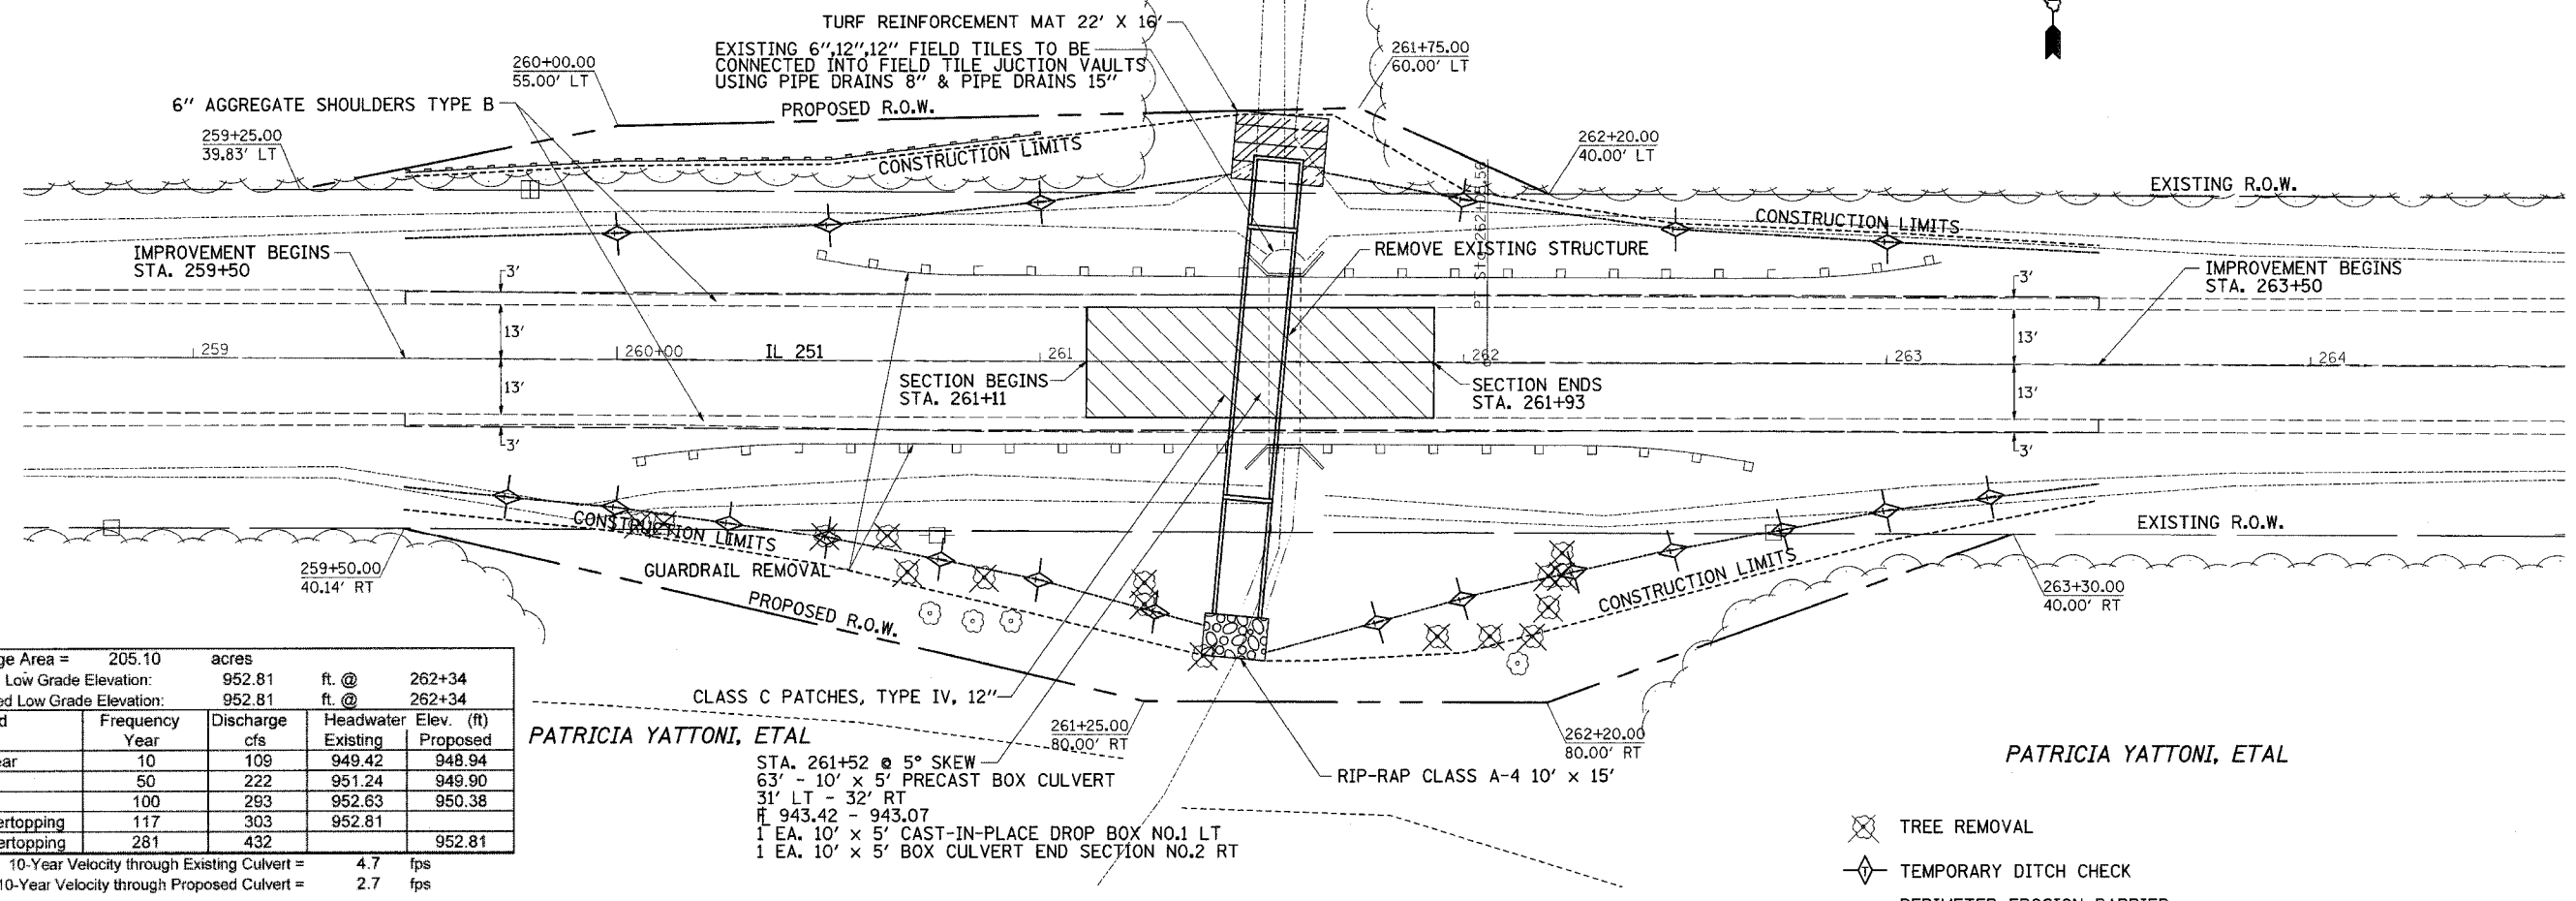 TURF REINFORCEMENT MAT 22' X 16'
EXISTING 6",12",12" FIELD TILES TO BE
CONNECTED INTO FIELD TILE JUCTION VAULTS
USING PIPE DRAINS 8" & PIPE DRAINS 15"
261+75.00
60.00' LT
260+00.00
55.00' LT
6" AGGREGATE SHOULDERS TYPE B
PROPOSED R.O.W.
259+25.00
39.83' LT
262+20.00
40.00' LT
CONSTRUCTION LIMITS
EXISTING R.O.W.
CONSTRUCTION LIMITS
IMPROVEMENT BEGINS
STA. 259+50
REMOVE EXISTING STRUCTURE
IMPROVEMENT BEGINS
STA. 263+50
3'
3'
13'
13'
259
260+00
IL 251
261
262
263
264
SECTION BEGINS
STA. 261+11
SECTION ENDS
STA. 261+93
13'
13'
3'
3'
CONSTRUCTION LIMITS
EXISTING R.O.W.
259+50.00
40.14' RT
GUARDRAIL REMOVAL
CONSTRUCTION LIMITS
263+30.00
40.00' RT
PROPOSED R.O.W.
CLASS C PATCHES, TYPE IV, 12"
261+25.00
80.00' RT
262+20.00
80.00' RT
PATRICIA YATTONI, ETAL
PATRICIA YATTONI, ETAL
STA. 261+52 @ 5° SKEW
63' - 10' x 5' PRECAST BOX CULVERT
31' LT - 32' RT
FL 943.42 - 943.07
1 EA. 10' x 5' CAST-IN-PLACE DROP BOX NO.1 LT
1 EA. 10' x 5' BOX CULVERT END SECTION NO.2 RT
RIP-RAP CLASS A-4 10' x 15'
ge Area = 205.10 acres
Low Grade Elevation: 952.81 ft. @ 262+34
ed Low Grade Elevation: 952.81 ft. @ 262+34
d Frequency Discharge Headwater Elev. (ft)
Year cfs Existing Proposed
ear 10 109 949.42 948.94
50 222 951.24 949.90
100 293 952.63 950.38
ertopping 117 303 952.81
ertopping 281 432 952.81
10-Year Velocity through Existing Culvert = 4.7 fps
10-Year Velocity through Proposed Culvert = 2.7 fps
TREE REMOVAL
T TEMPORARY DITCH CHECK